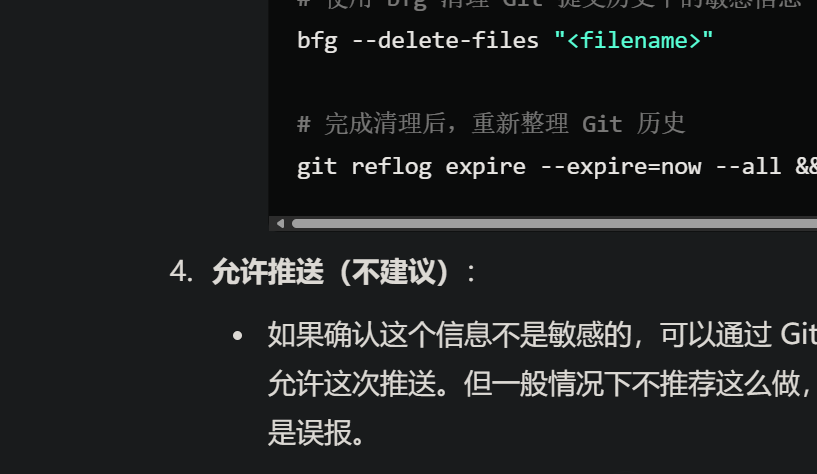 # 使用 bfg 清理 Git 提交历史中的敏感信息
bfg --delete-files "<filename>"
# 完成清理后，重新整理 Git 历史
git reflog expire --expire=now --all &&
4. 允许推送（不建议）：
• 如果确认这个信息不是敏感的，可以通过 Git
允许这次推送。但一般情况下不推荐这么做，
是误报。